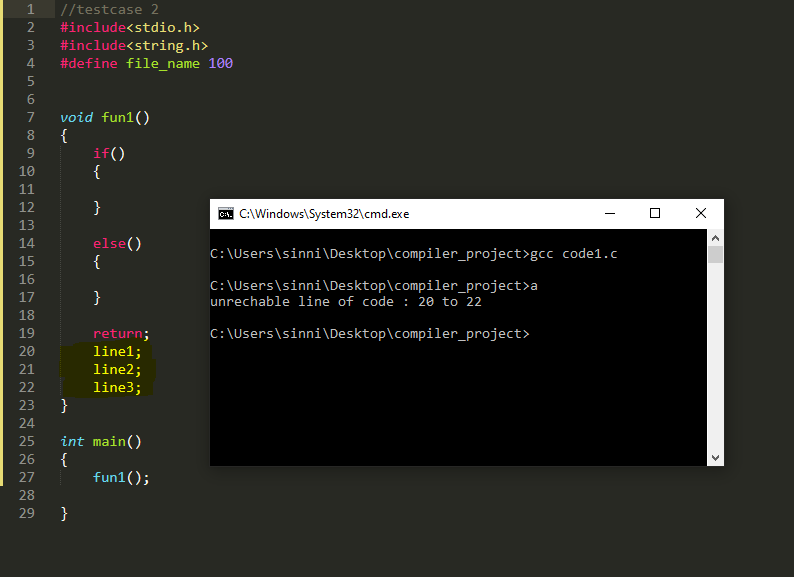 1 //testcase 2
2 #include<stdio.h>
3 #include<string.h>
4 #define file_name 100
5
6
7 void fun1()
8 {
9 if()
10 {
11
12 }
13
14 else()
15 {
16
17 }
18
19 return;
20 line1;
21 line2;
22 line3;
23 }
24
25 int main()
26 {
27 fun1();
28
29 }
C:\Windows\System32\cmd.exe
C:\Users\sinni\Desktop\compiler_project>gcc code1.c
C:\Users\sinni\Desktop\compiler_project>a
unrechable line of code : 20 to 22
C:\Users\sinni\Desktop\compiler_project>